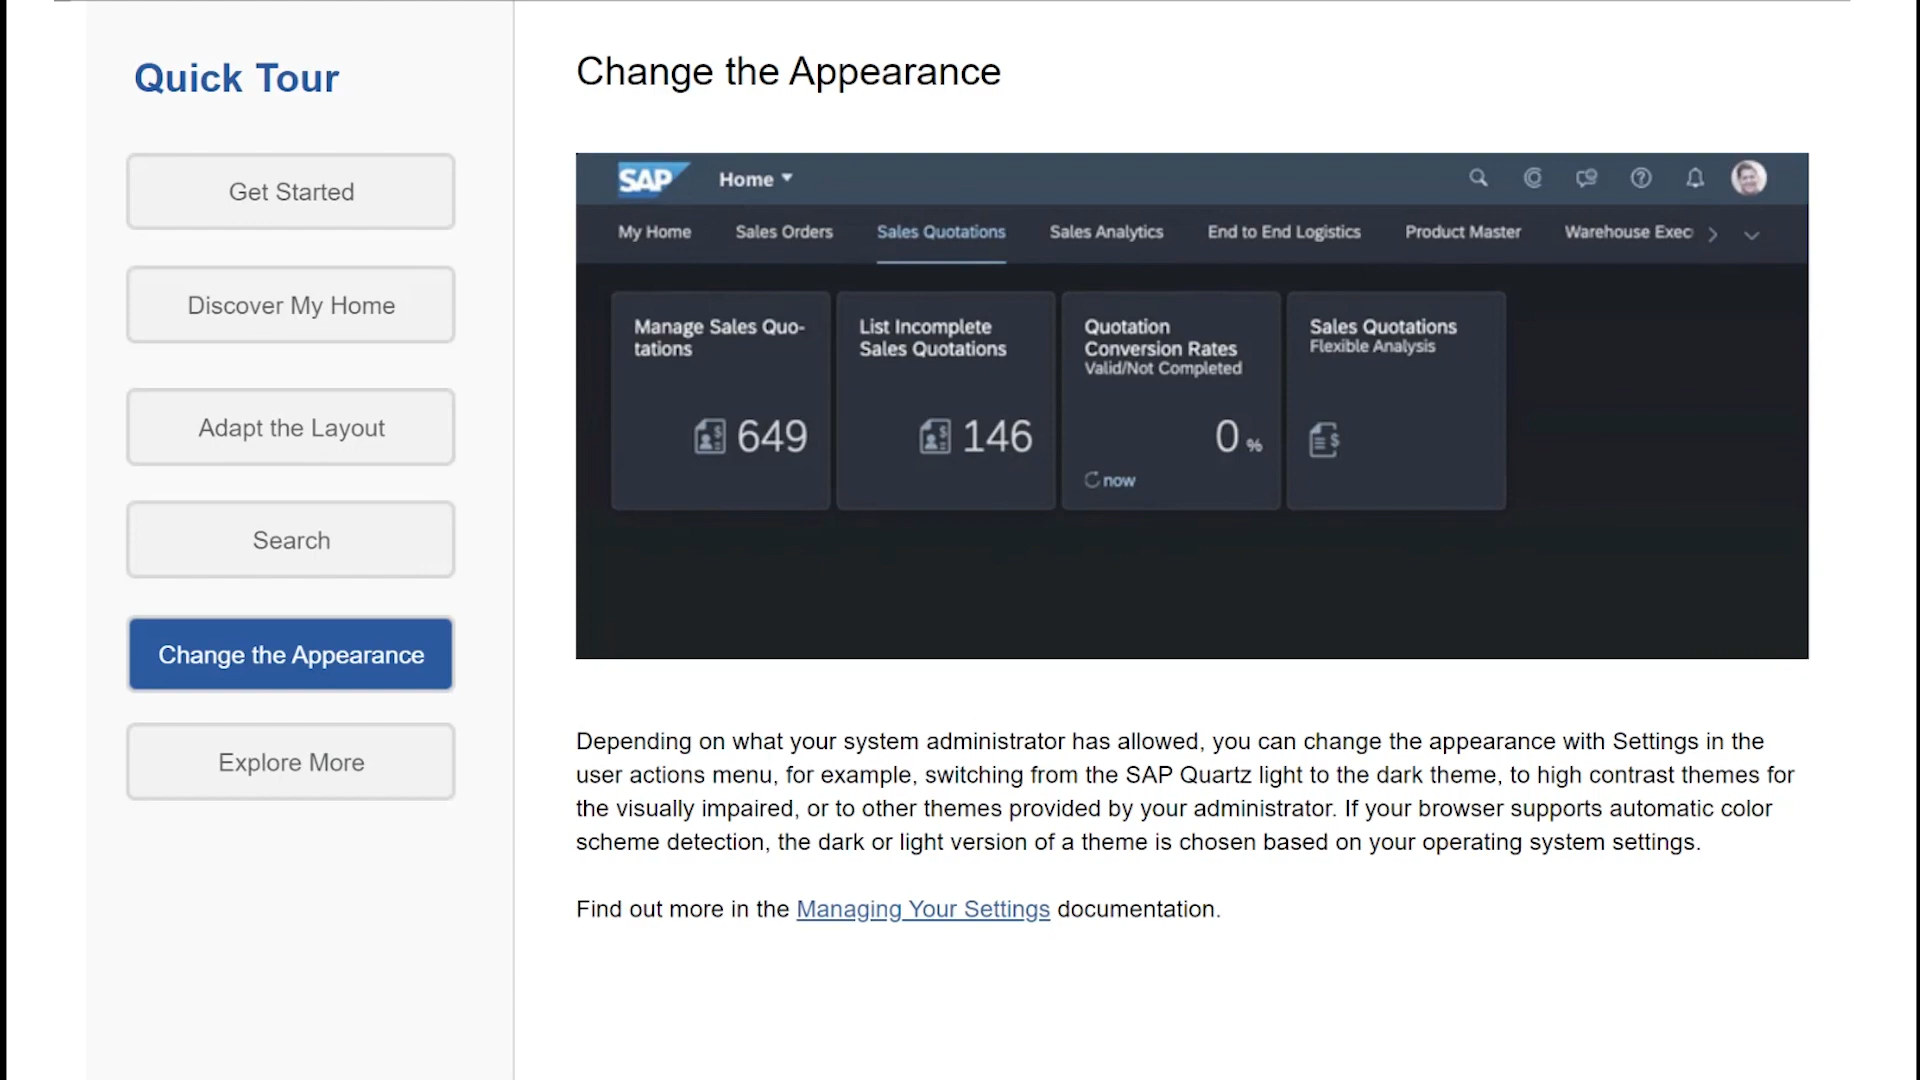 Quick Tour
Get Started
Discover My Home
Adapt the Layout
Search
Change the Appearance
Explore More
Change the Appearance
SAP Home
My Home Sales Orders Sales Quotations Sales Analytics End to End Logistics Product Master Warehouse Exec
Manage Sales Quo-
tations
649
List Incomplete
Sales Quotations
146
Quotation
Conversion Rates
Valid/Not Completed
0 %
now
Sales Quotations
Flexible Analysis
Depending on what your system administrator has allowed, you can change the appearance with Settings in the
user actions menu, for example, switching from the SAP Quartz light to the dark theme, to high contrast themes for
the visually impaired, or to other themes provided by your administrator. If your browser supports automatic color
scheme detection, the dark or light version of a theme is chosen based on your operating system settings.
Find out more in the Managing Your Settings documentation.